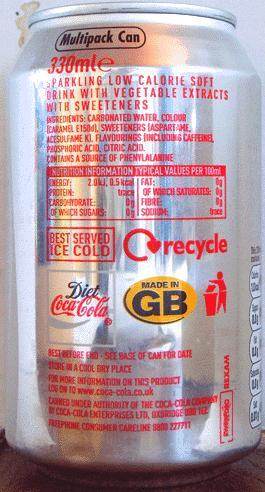 Multipack Can
330ml e
SPARKLING LOW CALORIE SOFT
DRINK WITH VEGETABLE EXTRACTS
WITH SWEETENERS
INGREDIENTS: CARBONATED WATER, COLOUR
(CARAMEL E150d), SWEETENERS (ASPARTAME,
ACESULFAME K), FLAVOURINGS (INCLUDING CAFFEINE),
PHOSPHORIC ACID, CITRIC ACID.
CONTAINS A SOURCE OF PHENYLALANINE
NUTRITION INFORMATION TYPICAL VALUES PER 100ml
ENERGY: 2.0kJ, 0.5kcal FAT: 0g
PROTEIN: trace OF WHICH SATURATES: 0g
CARBOHYDRATE: 0g FIBRE: 0g
OF WHICH SUGARS: 0g SODIUM: trace
BEST SERVED
ICE COLD
recycle
Diet
Coca-Cola
®
MADE IN
GB
BEST BEFORE END - SEE BASE OF CAN FOR DATE
STORE IN A COOL DRY PLACE
FOR MORE INFORMATION ON THIS PRODUCT
LOG ON TO www.coca-cola.co.uk
CANNED UNDER AUTHORITY OF THE COCA-COLA COMPANY
BY COCA-COLA ENTERPRISES LTD, UXBRIDGE UB8 1EZ.
FREEPHONE CONSUMER CARELINE 0800 227711
REXAM